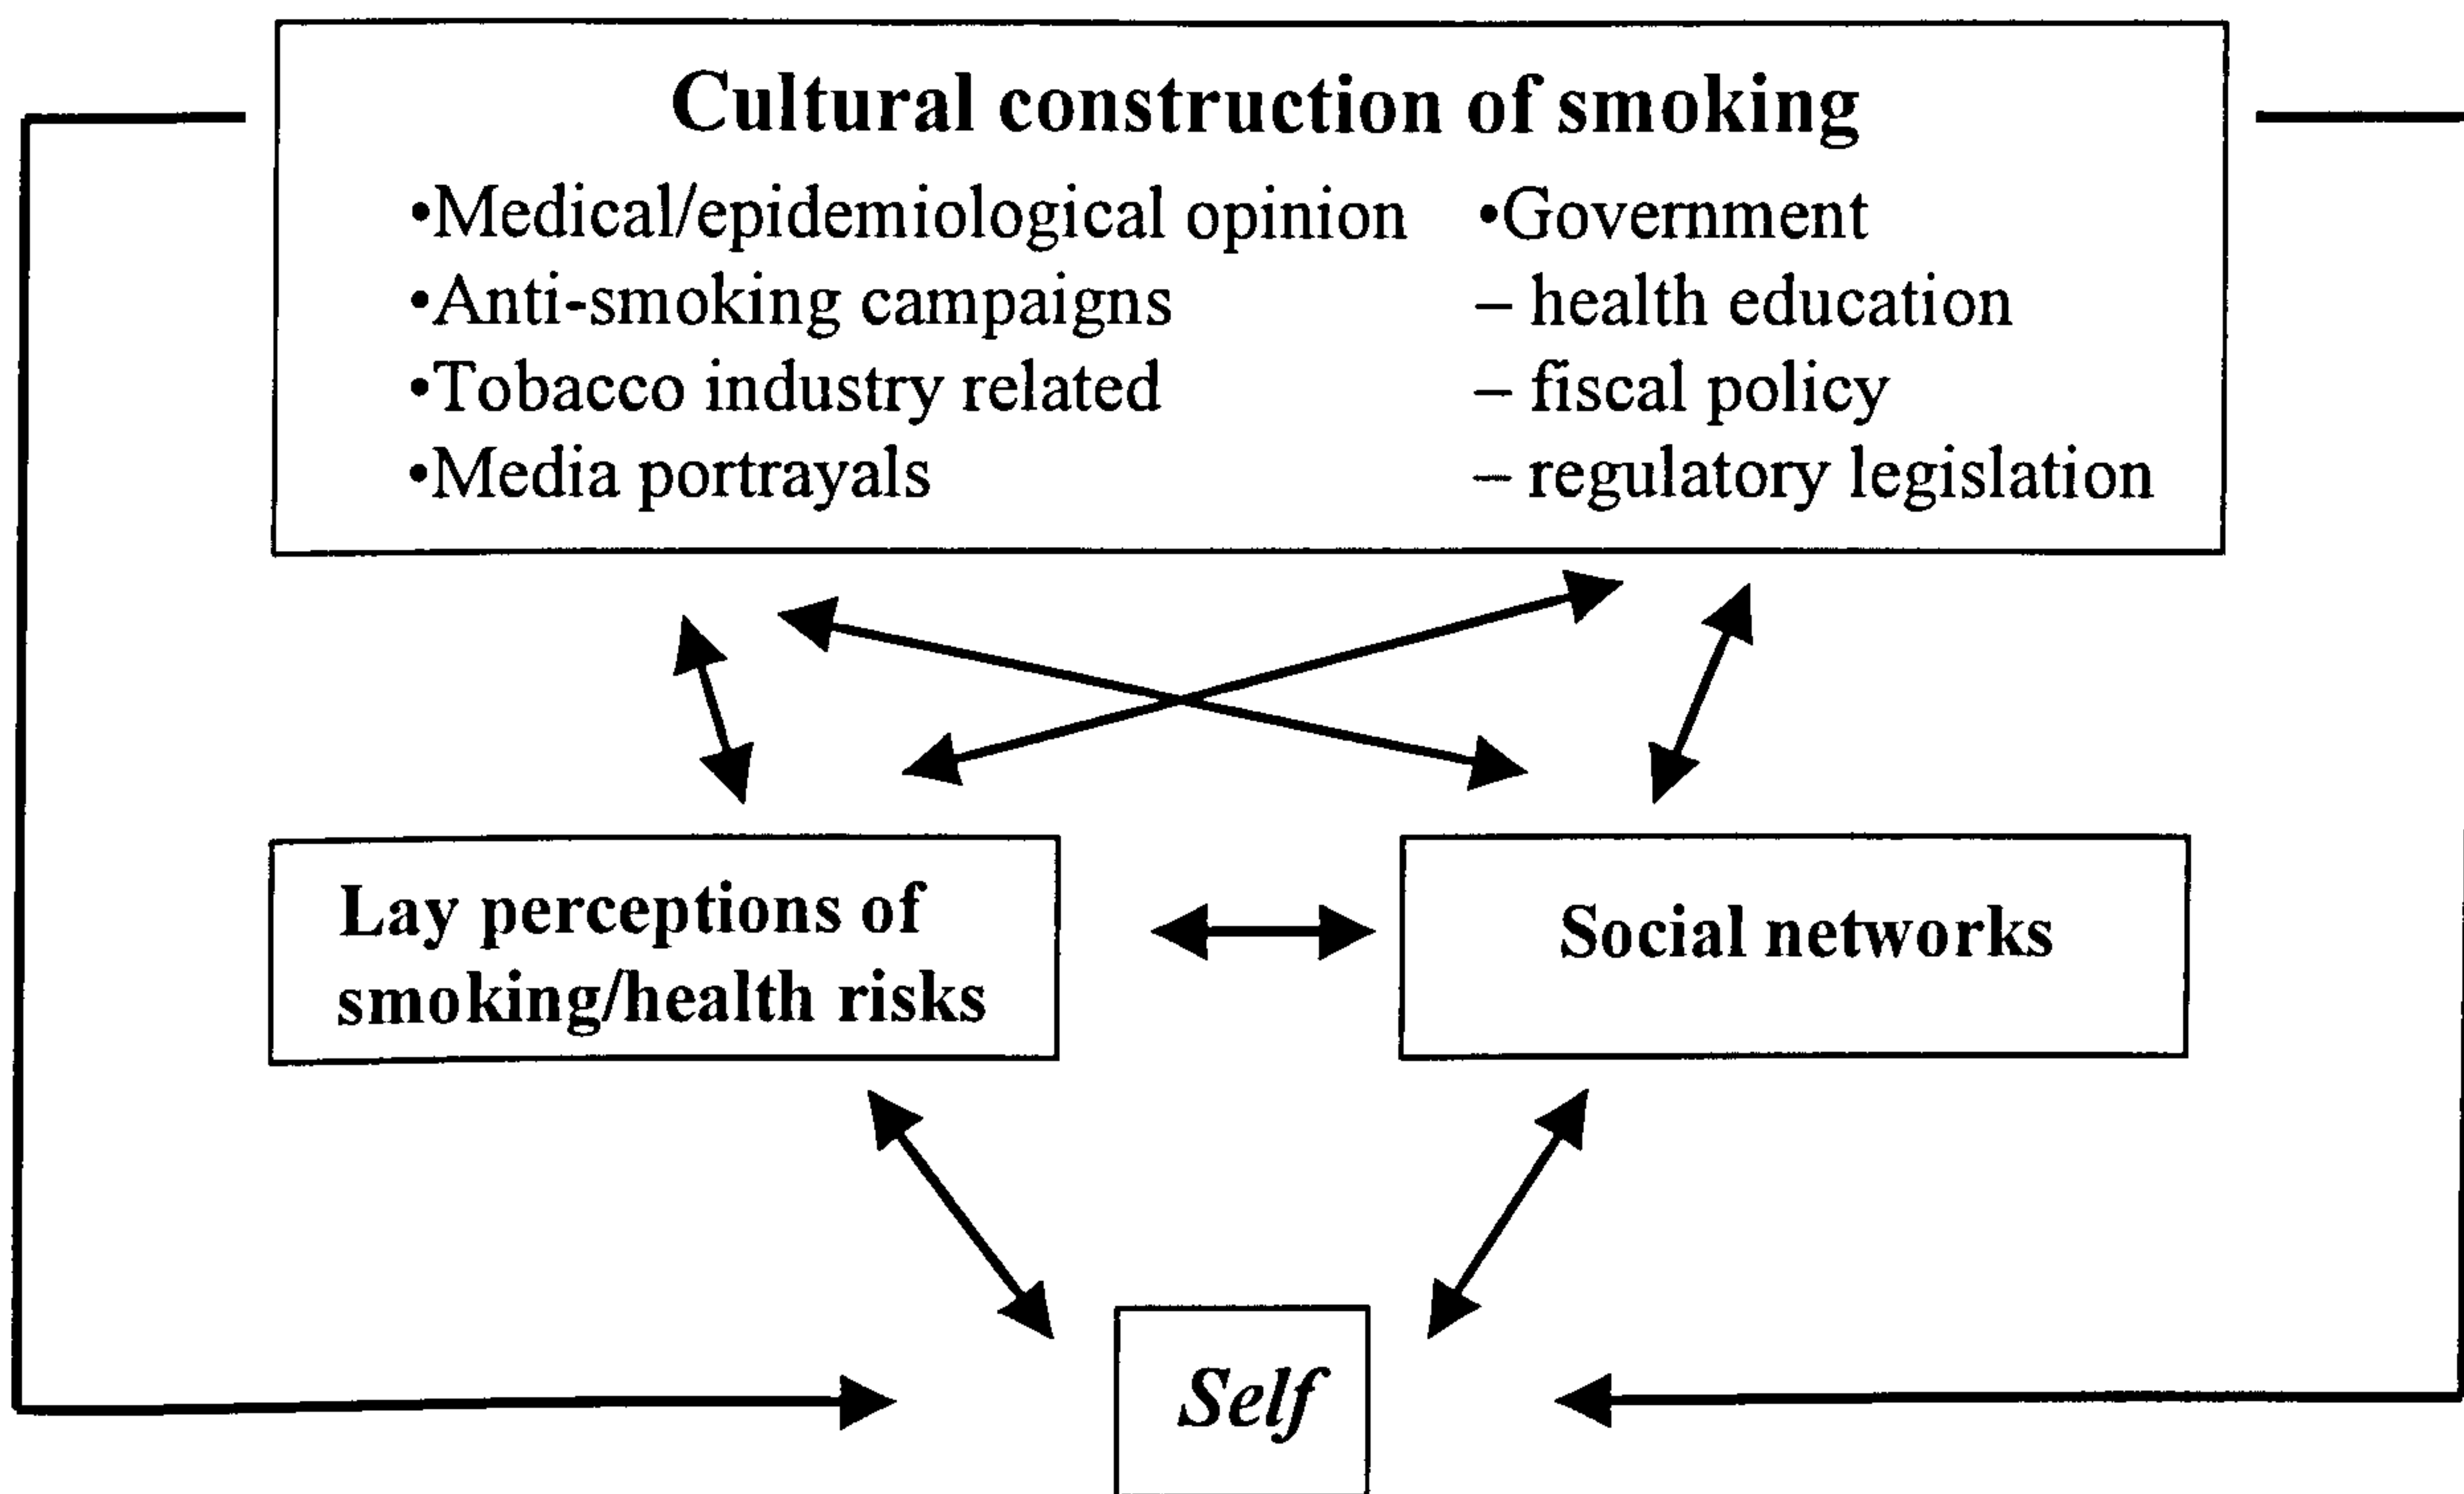 Cultural construction of smoking
•Medical/epidemiological opinion
•Anti-smoking campaigns
•Tobacco industry related
•Media portrayals
•Government
– health education
– fiscal policy
– regulatory legislation
Lay perceptions of
smoking/health risks
Social networks
Self